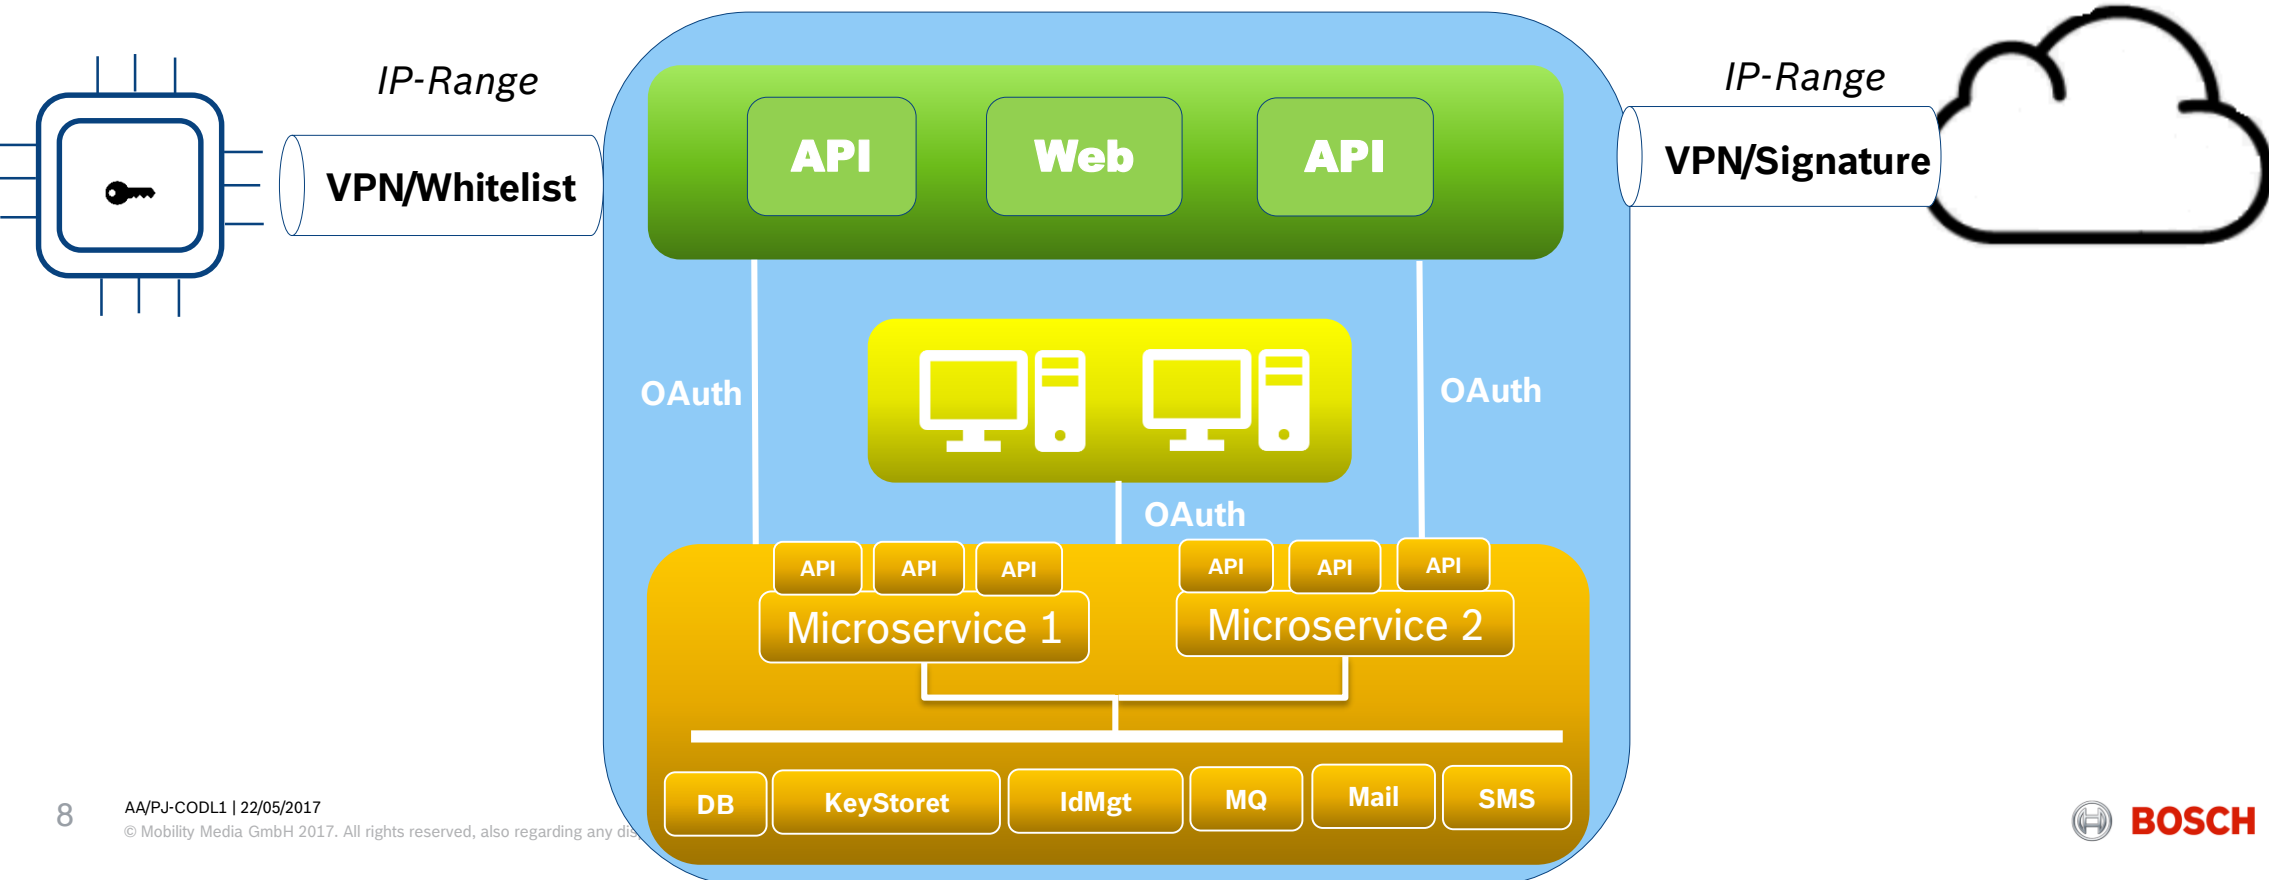 IP-Range
IP-Range
VPN/Whitelist
API
Web
API
VPN/Signature
OAuth
OAuth
OAuth
API
API
API
API
API
API
Microservice 1
Microservice 2
DB
KeyStoret
IdMgt
MQ
Mail
SMS
8
AA/PJ-CODL1 | 22/05/2017
© Mobility Media GmbH 2017. All rights reserved, also regarding any
BOSCH